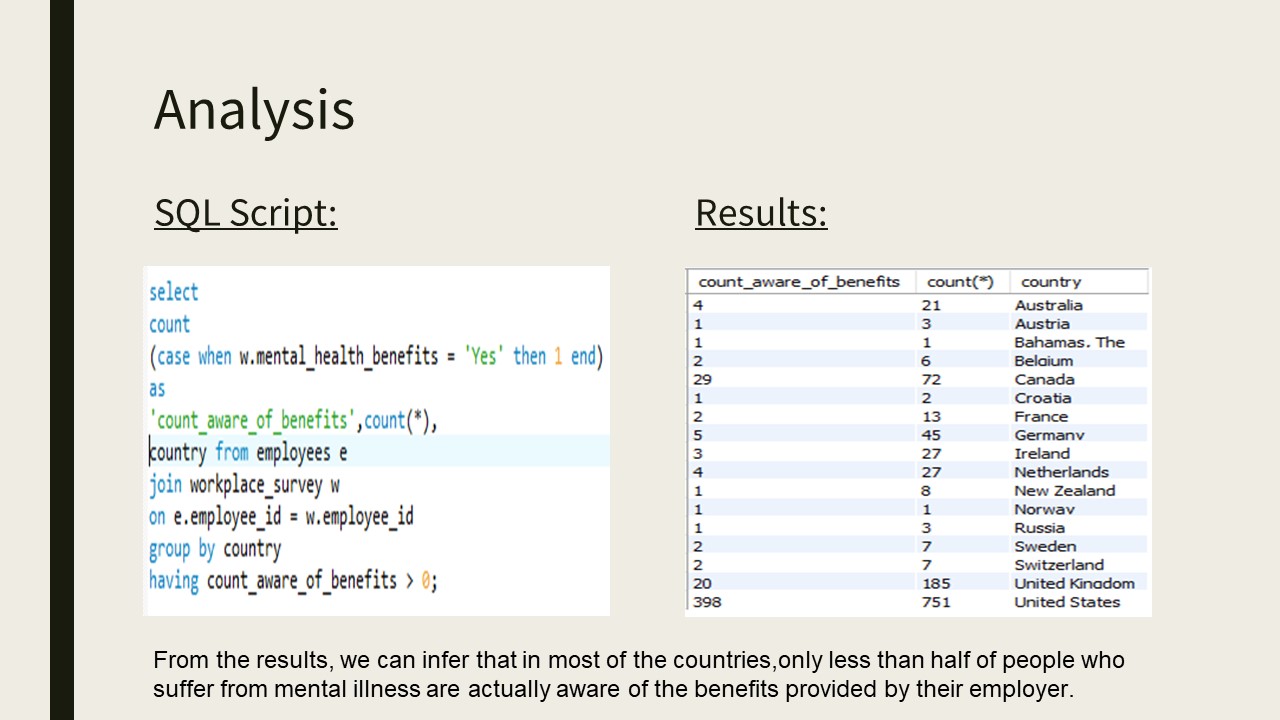 Analysis
SQL Script:
select
count
(case when w.mental_health_benefits = 'Yes' then 1 end)
as
'count_aware_of_benefits',count(*),
country from employees e
join workplace_survey w
on e.employee_id = w.employee_id
group by country
having count_aware_of_benefits > 0;
Results:
count_aware_of_benefits count(*) country
4 21 Australia
1 3 Austria
1 1 Bahamas, The
2 6 Belgium
29 72 Canada
1 2 Croatia
2 13 France
5 45 Germany
3 27 Ireland
4 27 Netherlands
1 8 New Zealand
1 1 Norway
1 3 Russia
2 7 Sweden
2 7 Switzerland
20 185 United Kingdom
398 751 United States
From the results, we can infer that in most of the countries,only less than half of people who
suffer from mental illness are actually aware of the benefits provided by their employer.